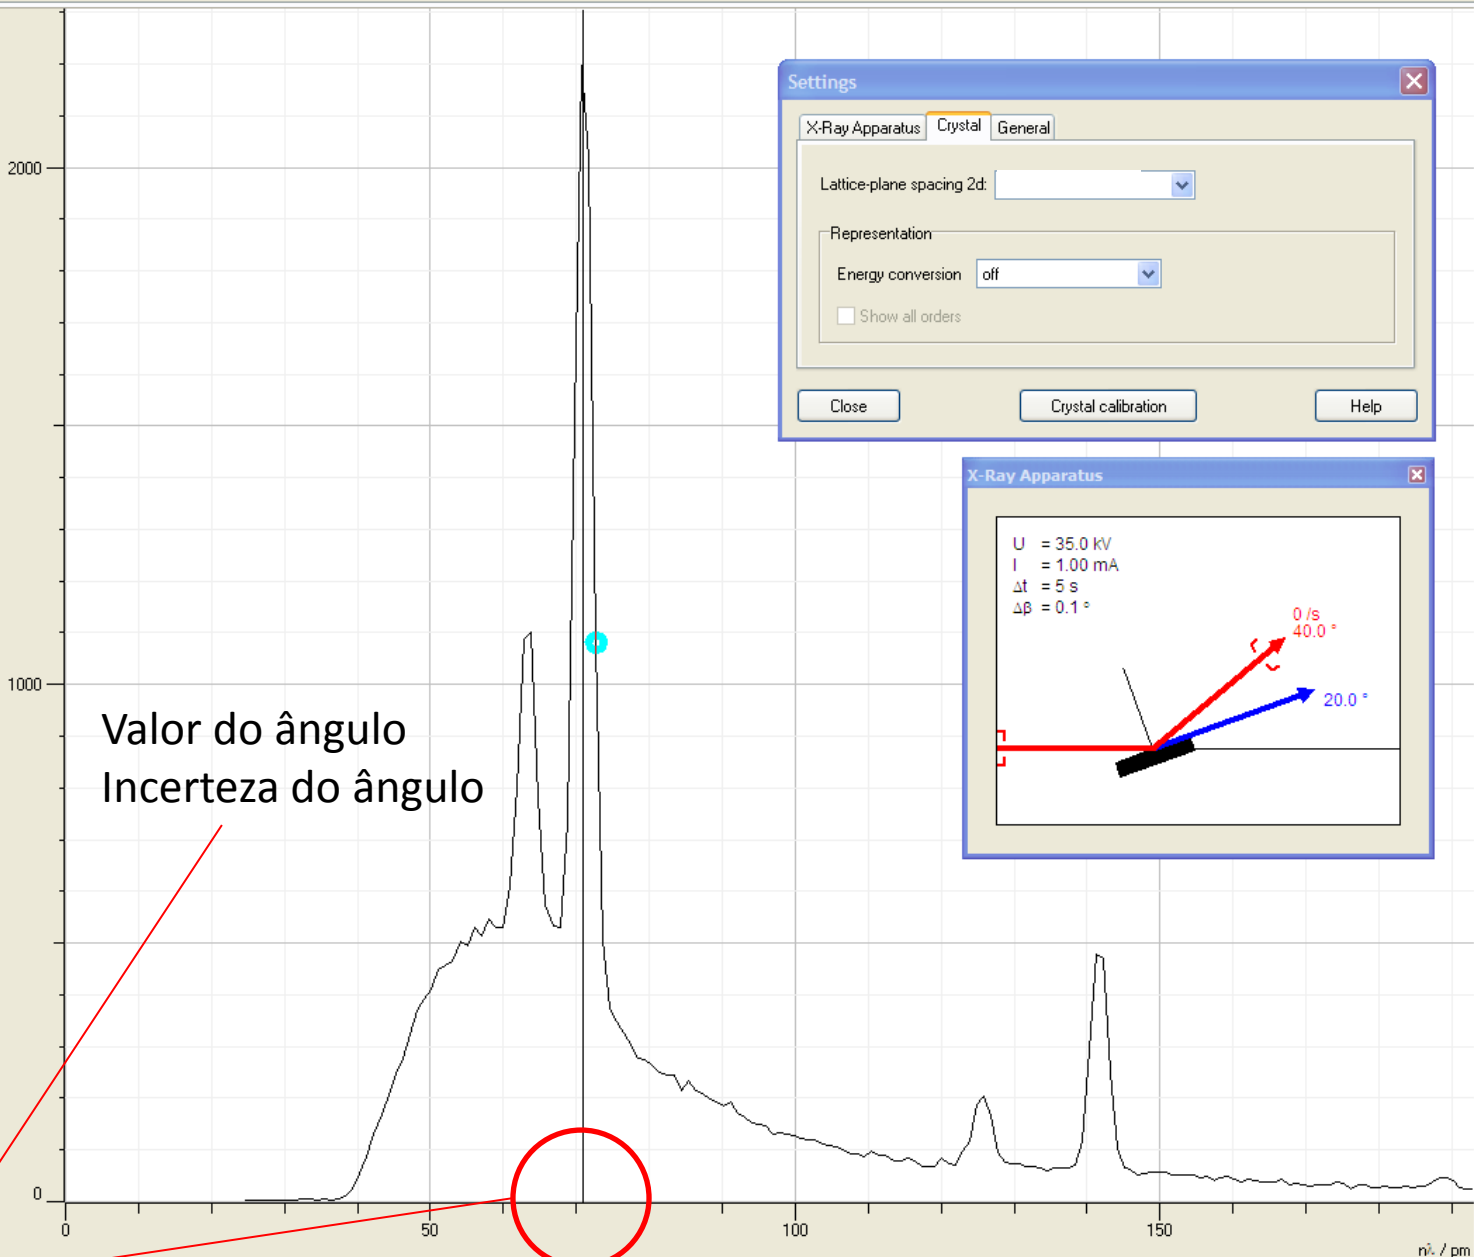 Settings
X-Ray Apparatus Crystal General
Lattice-plane spacing 2d:
Representation
Energy conversion off
Show all orders
Close Crystal calibration Help
X-Ray Apparatus
U = 35.0 kV
I = 1.00 mA
Δt = 5 s
Δβ = 0.1 °
0 /s
40.0 °
20.0 °
2000
1000
0
Valor do ângulo
Incerteza do ângulo
0 50 100 150
nλ / pm